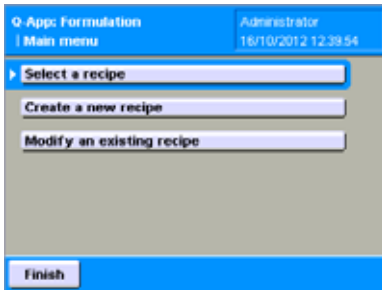 Q-App: Formulation
Administrator
| Main menu
16/10/2012 12:39:54
Select a recipe
Create a new recipe
Modify an existing recipe
Finish